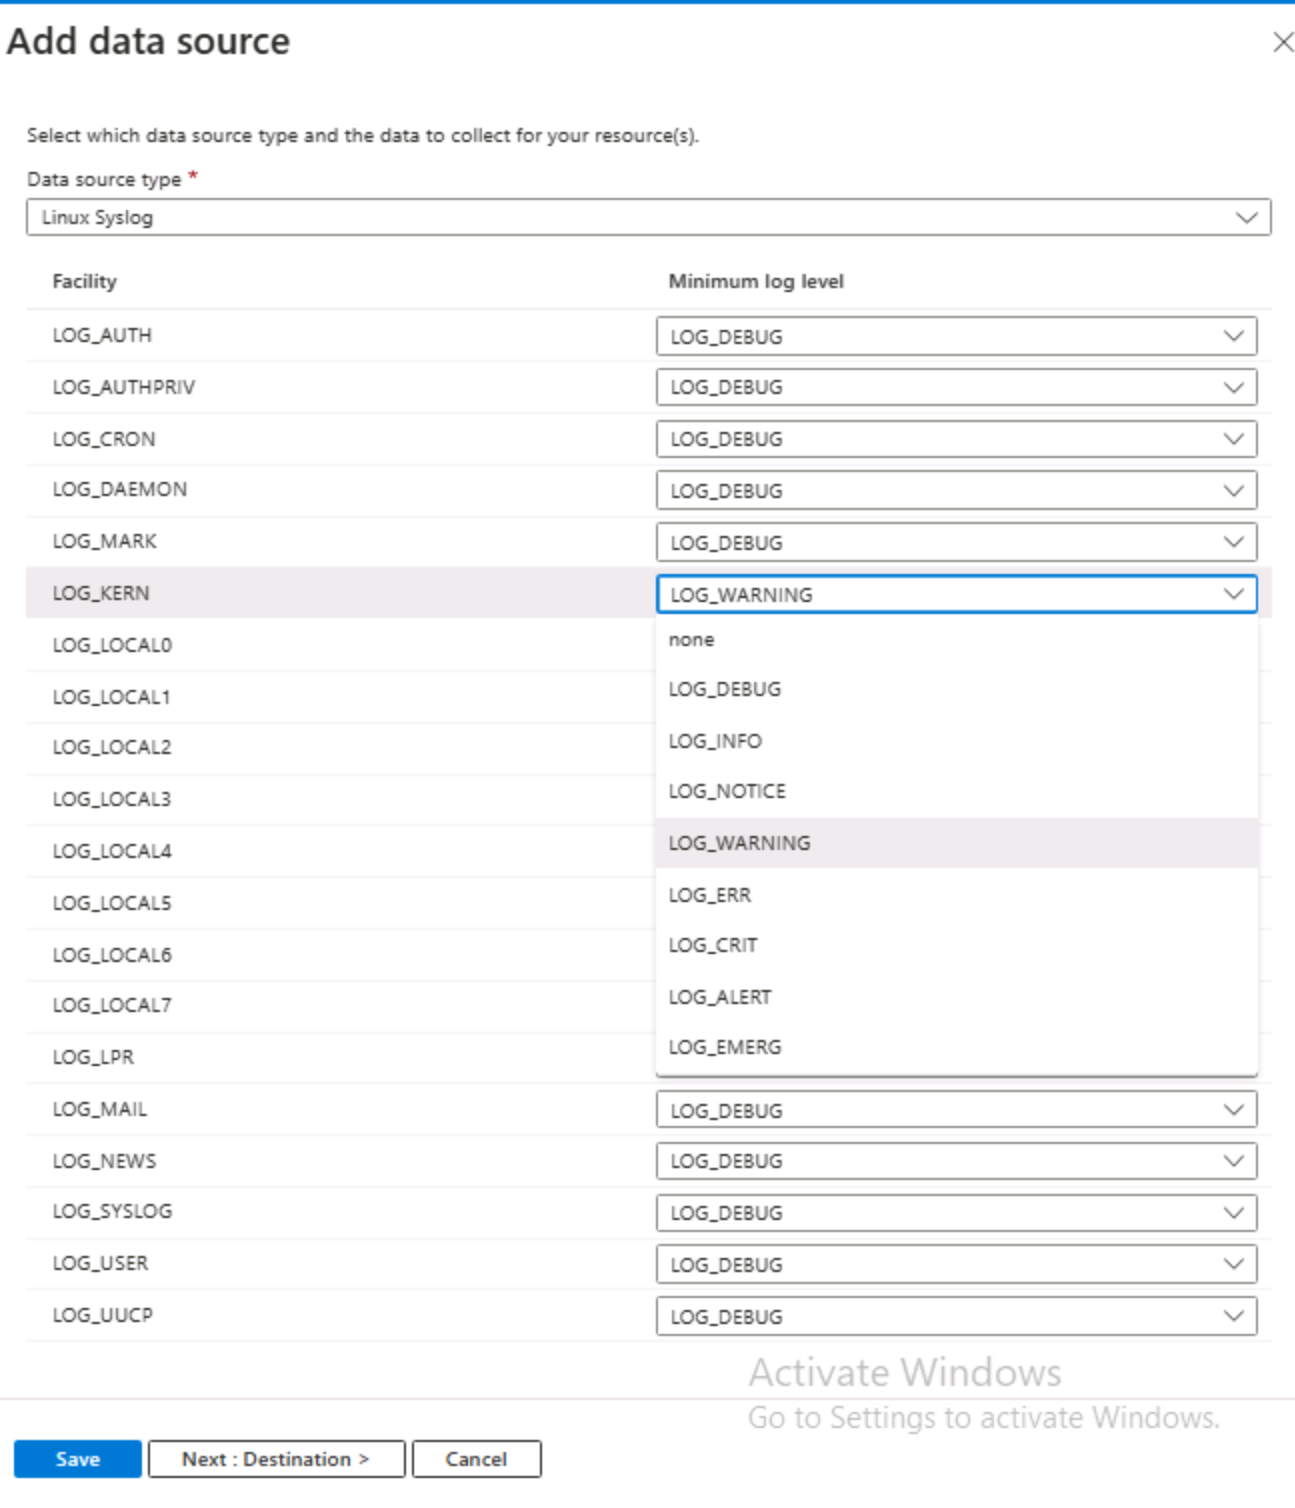 Add data source
Select which data source type and the data to collect for your resource(s).
Data source type *
Linux Syslog
Facility Minimum log level
LOG_AUTH LOG_DEBUG
LOG_AUTHPRIV LOG_DEBUG
LOG_CRON LOG_DEBUG
LOG_DAEMON LOG_DEBUG
LOG_MARK LOG_DEBUG
LOG_KERN LOG_WARNING
LOG_LOCAL0 none
LOG_LOCAL1 LOG_DEBUG
LOG_LOCAL2 LOG_INFO
LOG_LOCAL3 LOG_NOTICE
LOG_LOCAL4 LOG_WARNING
LOG_LOCAL5 LOG_ERR
LOG_LOCAL6 LOG_CRIT
LOG_LOCAL7 LOG_ALERT
LOG_LPR LOG_EMERG
LOG_MAIL LOG_DEBUG
LOG_NEWS LOG_DEBUG
LOG_SYSLOG LOG_DEBUG
LOG_USER LOG_DEBUG
LOG_UUCP LOG_DEBUG
Activate Windows
Go to Settings to activate Windows.
Save Next : Destination > Cancel